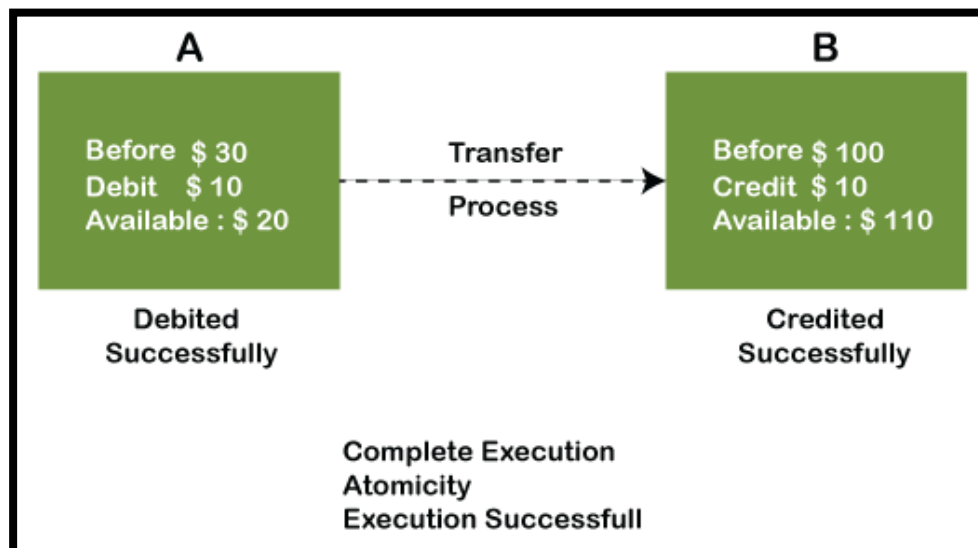 A
B
Before $ 30
Debit $ 10
Available : $ 20
Transfer
Process
Before $ 100
Credit $ 10
Available : $ 110
Debited
Successfully
Credited
Successfully
Complete Execution
Atomicity
Execution Successfull